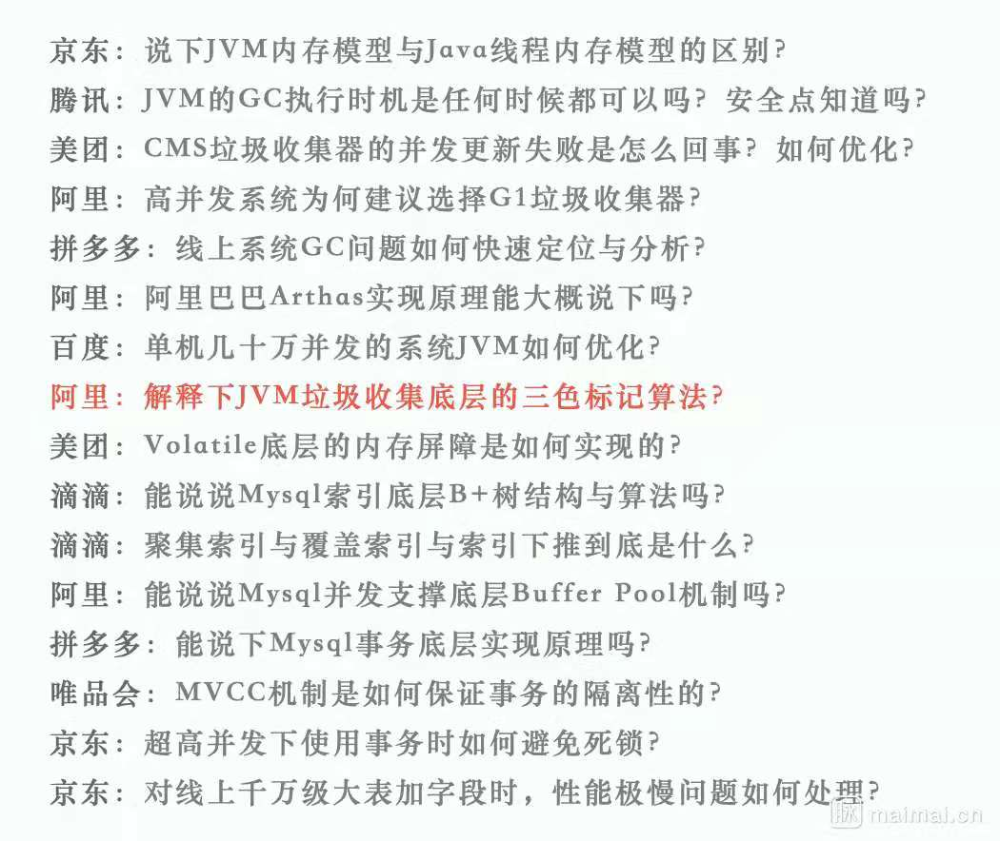 京东：说下JVM内存模型与Java线程内存模型的区别？
腾讯：JVM的GC执行时机是任何时候都可以吗？安全点知道吗？
美团：CMS垃圾收集器的并发更新失败是怎么回事？如何优化？
阿里：高并发系统为何建议选择G1垃圾收集器？
拼多多：线上系统GC问题如何快速定位与分析？
阿里：阿里巴巴Arthas实现原理能大概说下吗？
百度：单机几十万并发的系统JVM如何优化？
阿里：解释下JVM垃圾收集底层的三色标记算法？
美团：Volatile底层的内存屏障是如何实现的？
滴滴：能说说Mysql索引底层B+树结构与算法吗？
滴滴：聚集索引与覆盖索引与索引下推到底是什么？
阿里：能说说Mysql并发支撑底层Buffer Pool机制吗？
拼多多：能说下Mysql事务底层实现原理吗？
唯品会：MVCC机制是如何保证事务的隔离性的？
京东：超高并发下使用事务时如何避免死锁？
京东：对线上千万级大表加字段时，性能极慢问题如何处理？
脉 maimai.cn